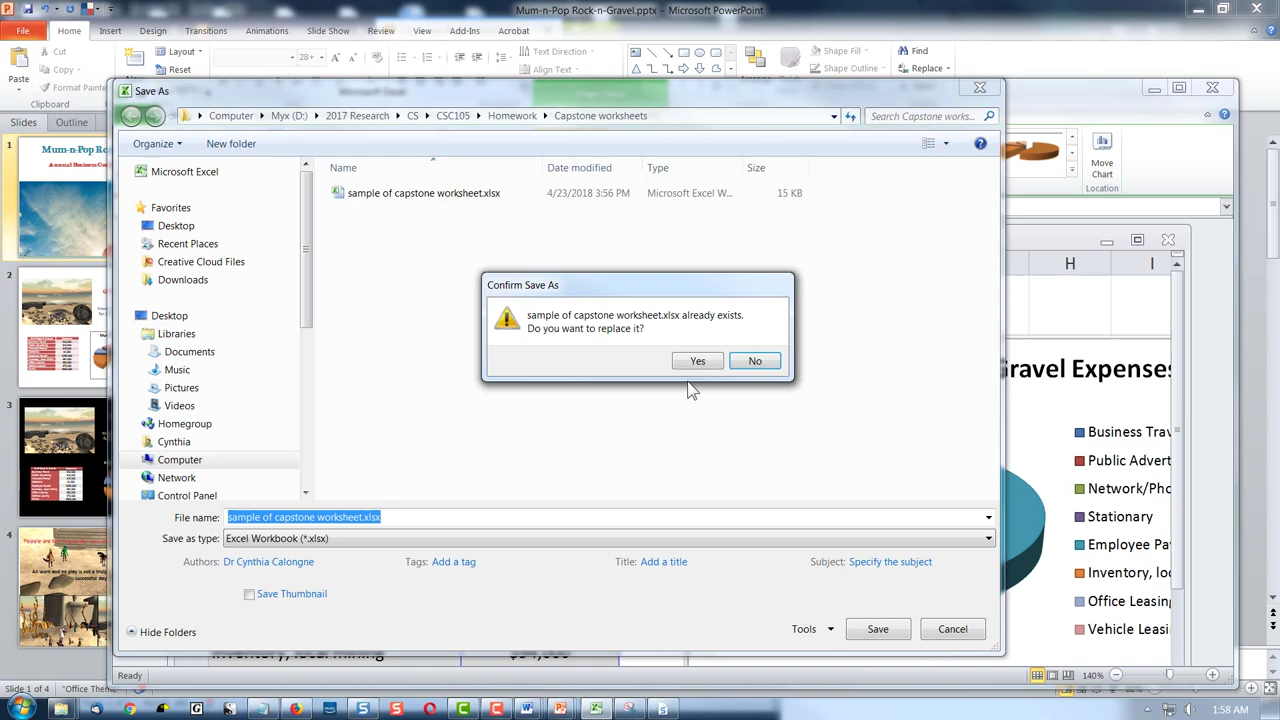 Mum-n-Pop Rock-n-Gravel.pptx - Microsoft PowerPoint
File
Home
Insert
Design
Transitions
Animations
Slide Show
Review
View
Add-Ins
Acrobat
Paste
Cut
Copy
Format Painter
Clipboard
Layout
Reset
28
Text Direction
Align Text
Shape Fill
Shape Outline
Find
Replace
Slides
Outline
1
2
3
4
Save As
Computer
Myx (D:)
2017 Research
CS
CSC105
Homework
Capstone worksheets
Search Capstone works...
Organize
New folder
Microsoft Excel
Favorites
Desktop
Recent Places
Creative Cloud Files
Downloads
Desktop
Libraries
Documents
Music
Pictures
Videos
Homegroup
Cynthia
Computer
Network
Control Panel
Name Date modified Type Size
sample of capstone worksheet.xlsx 4/23/2018 3:56 PM Microsoft Excel W... 15 KB
Confirm Save As
sample of capstone worksheet.xlsx already exists.
Do you want to replace it?
Yes No
File name: sample of capstone worksheet.xlsx
Save as type: Excel Workbook (*.xlsx)
Authors: Dr Cynthia Calongne Tags: Add a tag Title: Add a title Subject: Specify the subject
Save Thumbnail
Hide Folders
Tools
Save
Cancel
Move
Chart
Location
H I
ravel Expenses
Business Trav
Public Advert
Network/Pho
Stationary
Employee Pa
Inventory, loc
Office Leasing
Vehicle Leasi
Ready
140%
Slide 1 of 4
1:58 AM